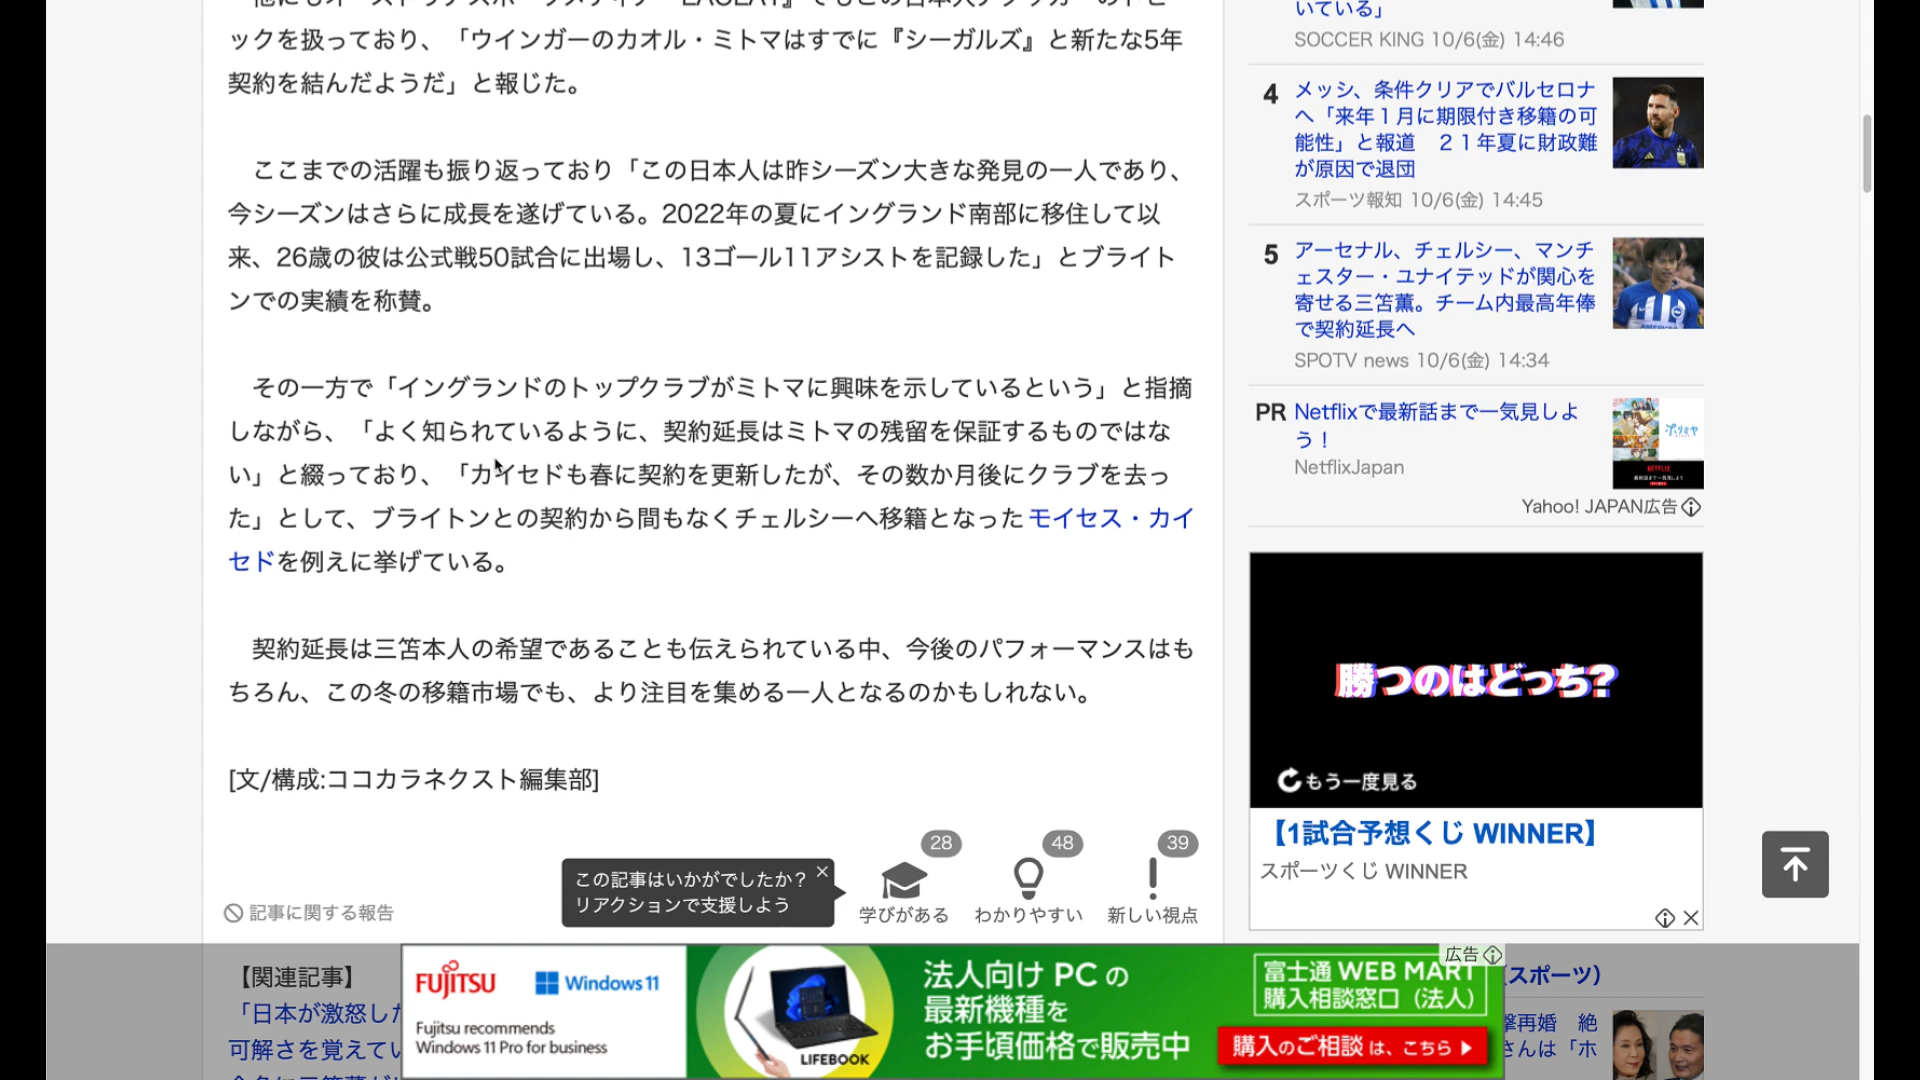 ックを扱っており、「ウインガーのカオル・ミトマはすでに『シーガルズ』と新たな5年
契約を結んだようだ」と報じた。
ここまでの活躍も振り返っており「この日本人は昨シーズン大きな発見の一人であり、
今シーズンはさらに成長を遂げている。2022年の夏にイングランド南部に移住して以
来、26歳の彼は公式戦50試合に出場し、13ゴール11アシストを記録した」とブライト
ンでの実績を称賛。
その一方で「イングランドのトップクラブがミトマに興味を示しているという」と指摘
しながら、「よく知られているように、契約延長はミトマの残留を保証するものではな
い」と綴っており、「カイセドも春に契約を更新したが、その数か月後にクラブを去っ
た」として、ブライトンとの契約から間もなくチェルシーへ移籍となったモイセス・カイ
セドを例えに挙げている。
契約延長は三笘本人の希望であることも伝えられている中、今後のパフォーマンスはも
ちろん、この冬の移籍市場でも、より注目を集める一人となるのかもしれない。
[文/構成:ココカラネクスト編集部]
記事に関する報告
この記事はいかがでしたか？
リアクションで支援しよう
28
学びがある
48
わかりやすい
39
新しい視点
【関連記事】
「日本が激怒した
可解さを覚えてい
いている」
SOCCER KING 10/6(金) 14:46
4
メッシ、条件クリアでバルセロナ
へ「来年１月に期限付き移籍の可
能性」と報道　２１年夏に財政難
が原因で退団
スポーツ報知 10/6(金) 14:45
5
アーセナル、チェルシー、マンチ
ェスター・ユナイテッドが関心を
寄せる三笘薫。チーム内最高年俸
で契約延長へ
SPOTV news 10/6(金) 14:34
PR
Netflixで最新話まで一気見しよ
う！
NetflixJapan
NETFLIX
Yahoo! JAPAN広告
勝つのはどっち?
もう一度見る
【1試合予想くじ WINNER】
スポーツくじ WINNER
スポーツ）
撃再婚　絶
さんは「ホ
広告
FUJITSU
Windows 11
Fujitsu recommends
Windows 11 Pro for business
LIFEBOOK
法人向け PC の
最新機種を
お手頃価格で販売中
富士通 WEB MART
購入相談窓口（法人）
購入のご相談 は、こちら